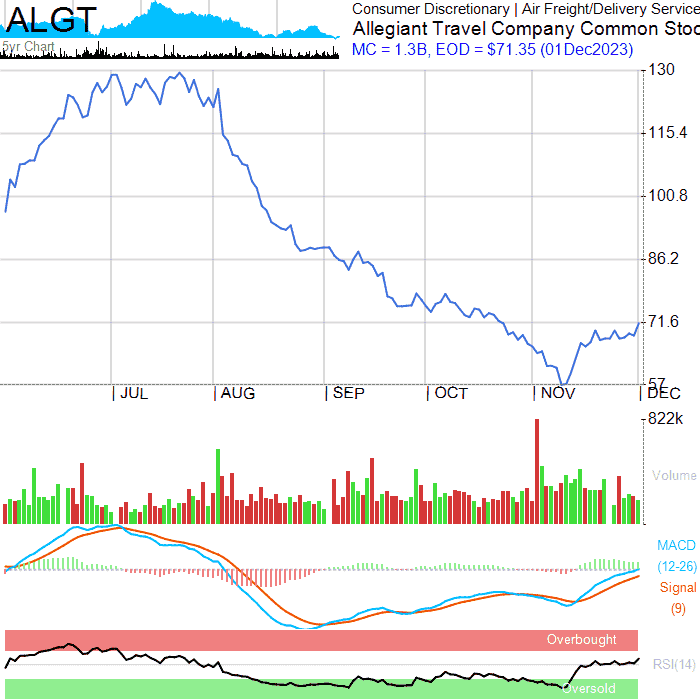 ALGT
5yr Chart
Consumer Discretionary | Air Freight/Delivery Service
Allegiant Travel Company Common Stoc
MC = 1.3B, EOD = $71.35 (01Dec2023)
130
115.4
100.8
86.2
71.6
57
| JUL | AUG | SEP | OCT | NOV | DEC
822k
Volume
MACD
(12-26)
Signal
(9)
Overbought
RSI(14)
Oversold